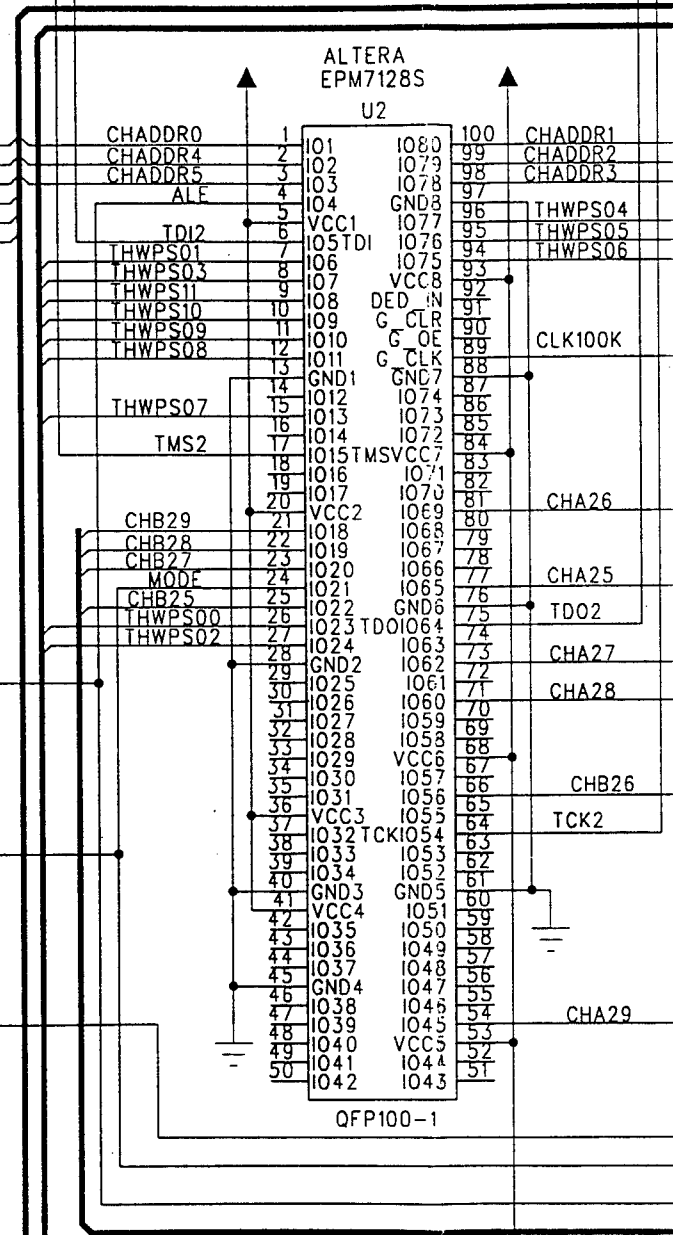 ALTERA
EPM7128S
U2
CHADDR0 1 IO1 IO80 100 CHADDR1
CHADDR4 2 IO2 IO79 99 CHADDR2
CHADDR5 3 IO3 IO78 98 CHADDR3
ALE 4 IO4 GND8 97
5 VCC1 IO77 96 THWPS04
TDI2 6 IO5TDI IO76 95 THWPS05
THWPS01 7 IO6 IO75 94 THWPS06
THWPS03 8 IO7 VCC8 93
THWPS11 9 IO8 DED_IN 92
THWPS10 10 IO9 G_CLR 91
THWPS09 11 IO10 G_OE 90
THWPS08 12 IO11 G_CLK 89 CLK100K
13 GND1 GND7 88
14 IO12 IO74 87
THWPS07 15 IO13 IO73 86
16 IO14 IO72 85
TMS2 17 IO15TMSVCC7 84
18 IO16 IO71 83
19 IO17 IO70 82
20 VCC2 IO69 81 CHA26
CHB29 21 IO18 IO68 80
CHB28 22 IO19 IO67 79
CHB27 23 IO20 IO66 78
MODE 24 IO21 IO65 77 CHA25
CHB25 25 IO22 GND6 76
THWPS00 26 IO23 TDOIO64 75 TDO2
THWPS02 27 IO24 IO63 74
28 GND2 IO62 73 CHA27
29 IO25 IO61 72
30 IO26 IO60 71 CHA28
31 IO27 IO59 70
32 IO28 IO58 69
33 IO29 VCC6 68
34 IO30 IO57 67
35 IO31 IO56 66 CHB26
36 VCC3 IO55 65
37 IO32 TCKIO54 64 TCK2
38 IO33 IO53 63
39 IO34 IO52 62
40 GND3 GND5 61
41 VCC4 IO51 60
42 IO35 IO50 59
43 IO36 IO49 58
44 IO37 IO48 57
45 GND4 IO47 56
46 IO38 IO46 55
47 IO39 IO45 54 CHA29
48 IO40 VCC5 53
49 IO41 IO44 52
50 IO42 IO43 51
QFP100-1